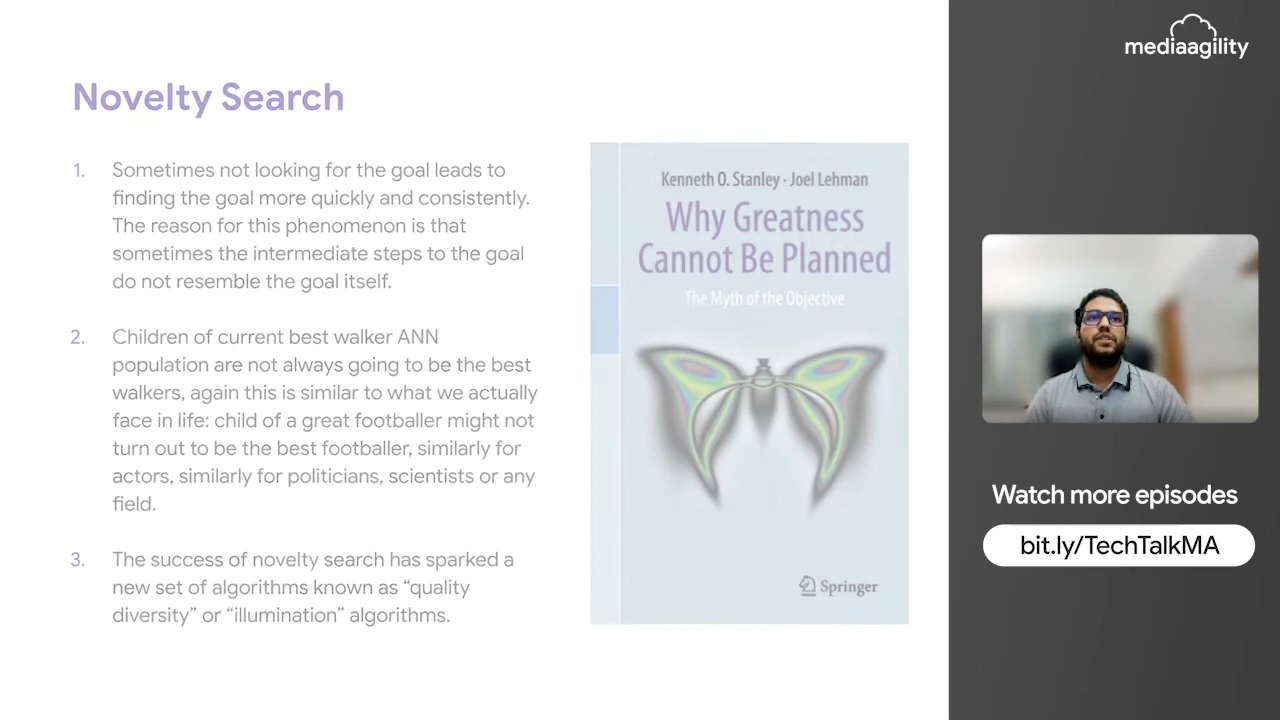 Novelty Search
1. Sometimes not looking for the goal leads to
finding the goal more quickly and consistently.
The reason for this phenomenon is that
sometimes the intermediate steps to the goal
do not resemble the goal itself.
2. Children of current best walker ANN
population are not always going to be the best
walkers, again this is similar to what we actually
face in life: child of a great footballer might not
turn out to be the best footballer, similarly for
actors, similarly for politicians, scientists or any
field.
3. The success of novelty search has sparked a
new set of algorithms known as “quality
diversity” or “illumination” algorithms.
Kenneth O. Stanley · Joel Lehman
Why Greatness
Cannot Be Planned
The Myth of the Objective
Springer
mediaagility
Watch more episodes
bit.ly/TechTalkMA